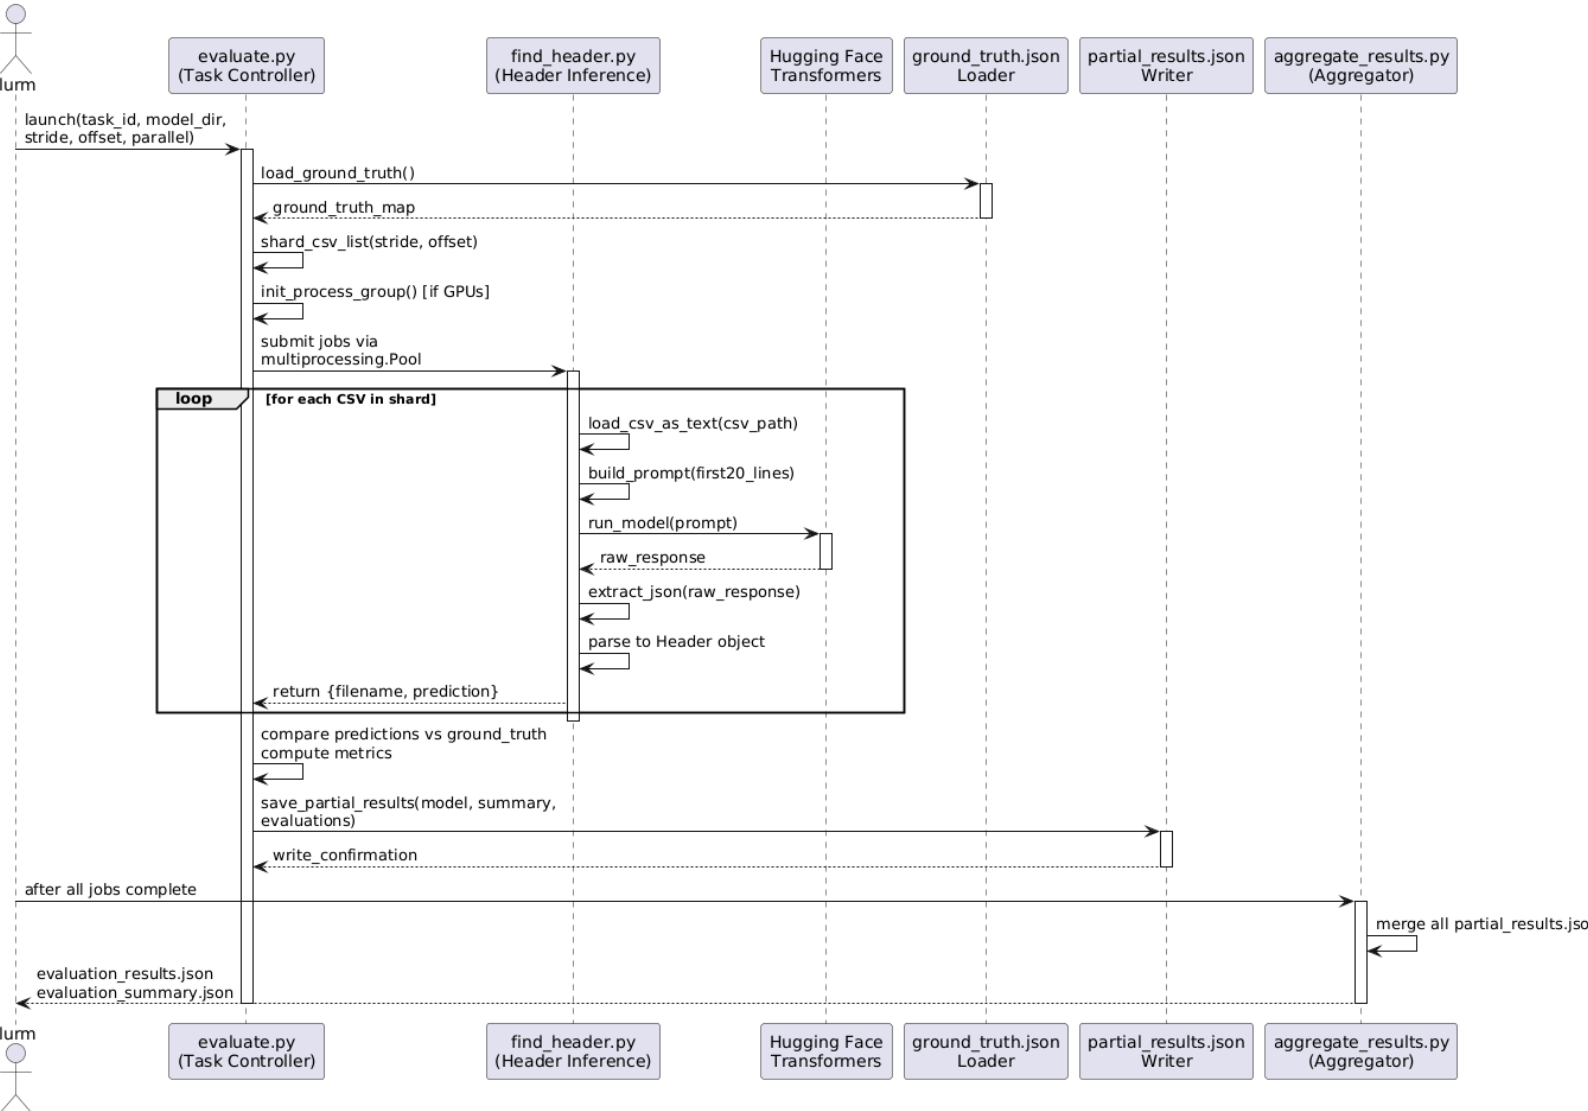 evaluate.py
(Task Controller)
find_header.py
(Header Inference)
Hugging Face
Transformers
ground_truth.json
Loader
partial_results.json
Writer
aggregate_results.py
(Aggregator)
lurm
launch(task_id, model_dir,
stride, offset, parallel)
load_ground_truth()
ground_truth_map
shard_csv_list(stride, offset)
init_process_group() [if GPUs]
submit jobs via
multiprocessing.Pool
loop
[for each CSV in shard]
load_csv_as_text(csv_path)
build_prompt(first20_lines)
run_model(prompt)
raw_response
extract_json(raw_response)
parse to Header object
return {filename, prediction}
compare predictions vs ground_truth
compute metrics
save_partial_results(model, summary,
evaluations)
write_confirmation
after all jobs complete
merge all partial_results.jso
evaluation_results.json
evaluation_summary.json
lurm
evaluate.py
(Task Controller)
find_header.py
(Header Inference)
Hugging Face
Transformers
ground_truth.json
Loader
partial_results.json
Writer
aggregate_results.py
(Aggregator)